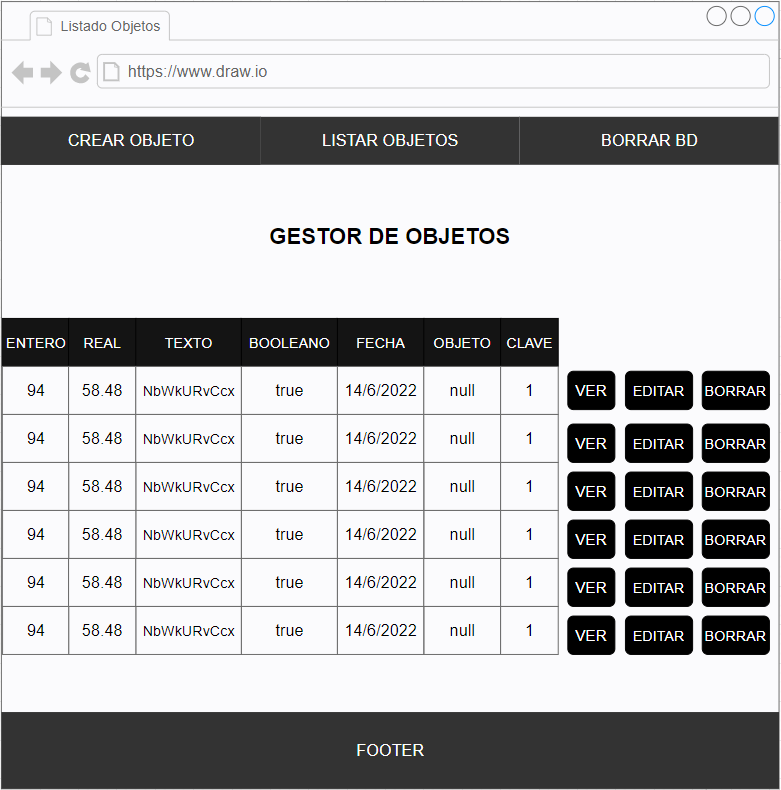 Listado Objetos
https://www.draw.io
CREAR OBJETO LISTAR OBJETOS BORRAR BD
GESTOR DE OBJETOS
ENTERO REAL TEXTO BOOLEANO FECHA OBJETO CLAVE
94 58.48 NbWkURvCcx true 14/6/2022 null 1 VER EDITAR BORRAR
94 58.48 NbWkURvCcx true 14/6/2022 null 1 VER EDITAR BORRAR
94 58.48 NbWkURvCcx true 14/6/2022 null 1 VER EDITAR BORRAR
94 58.48 NbWkURvCcx true 14/6/2022 null 1 VER EDITAR BORRAR
94 58.48 NbWkURvCcx true 14/6/2022 null 1 VER EDITAR BORRAR
94 58.48 NbWkURvCcx true 14/6/2022 null 1 VER EDITAR BORRAR
FOOTER